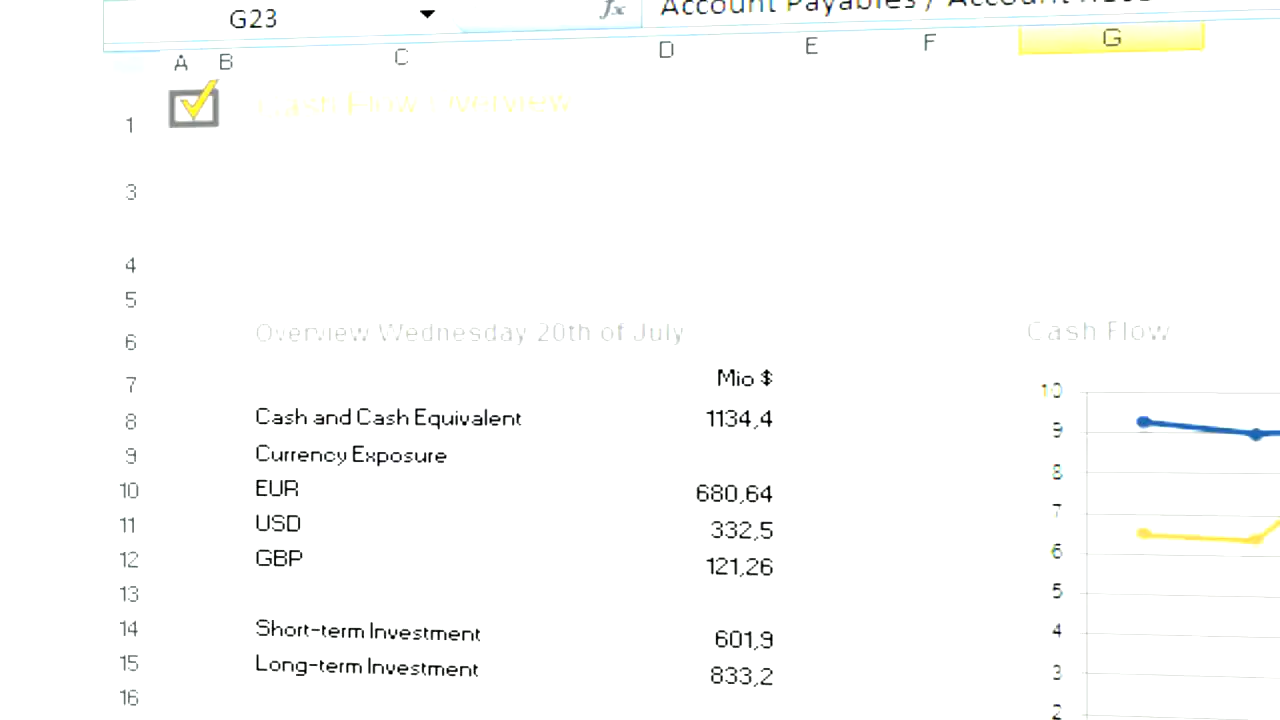 G23 fx Account Payables / Account
A B C D E F G
1 Cash Flow Overview
3
4
5
6 Overview Wednesday 20th of July Cash Flow
7 Mio $
8 Cash and Cash Equivalent 1134,4
9 Currency Exposure
10 EUR 680,64
11 USD 332,5
12 GBP 121,26
13
14 Short-term Investment 601,9
15 Long-term Investment 833,2
16
10
9
8
7
6
5
4
3
2